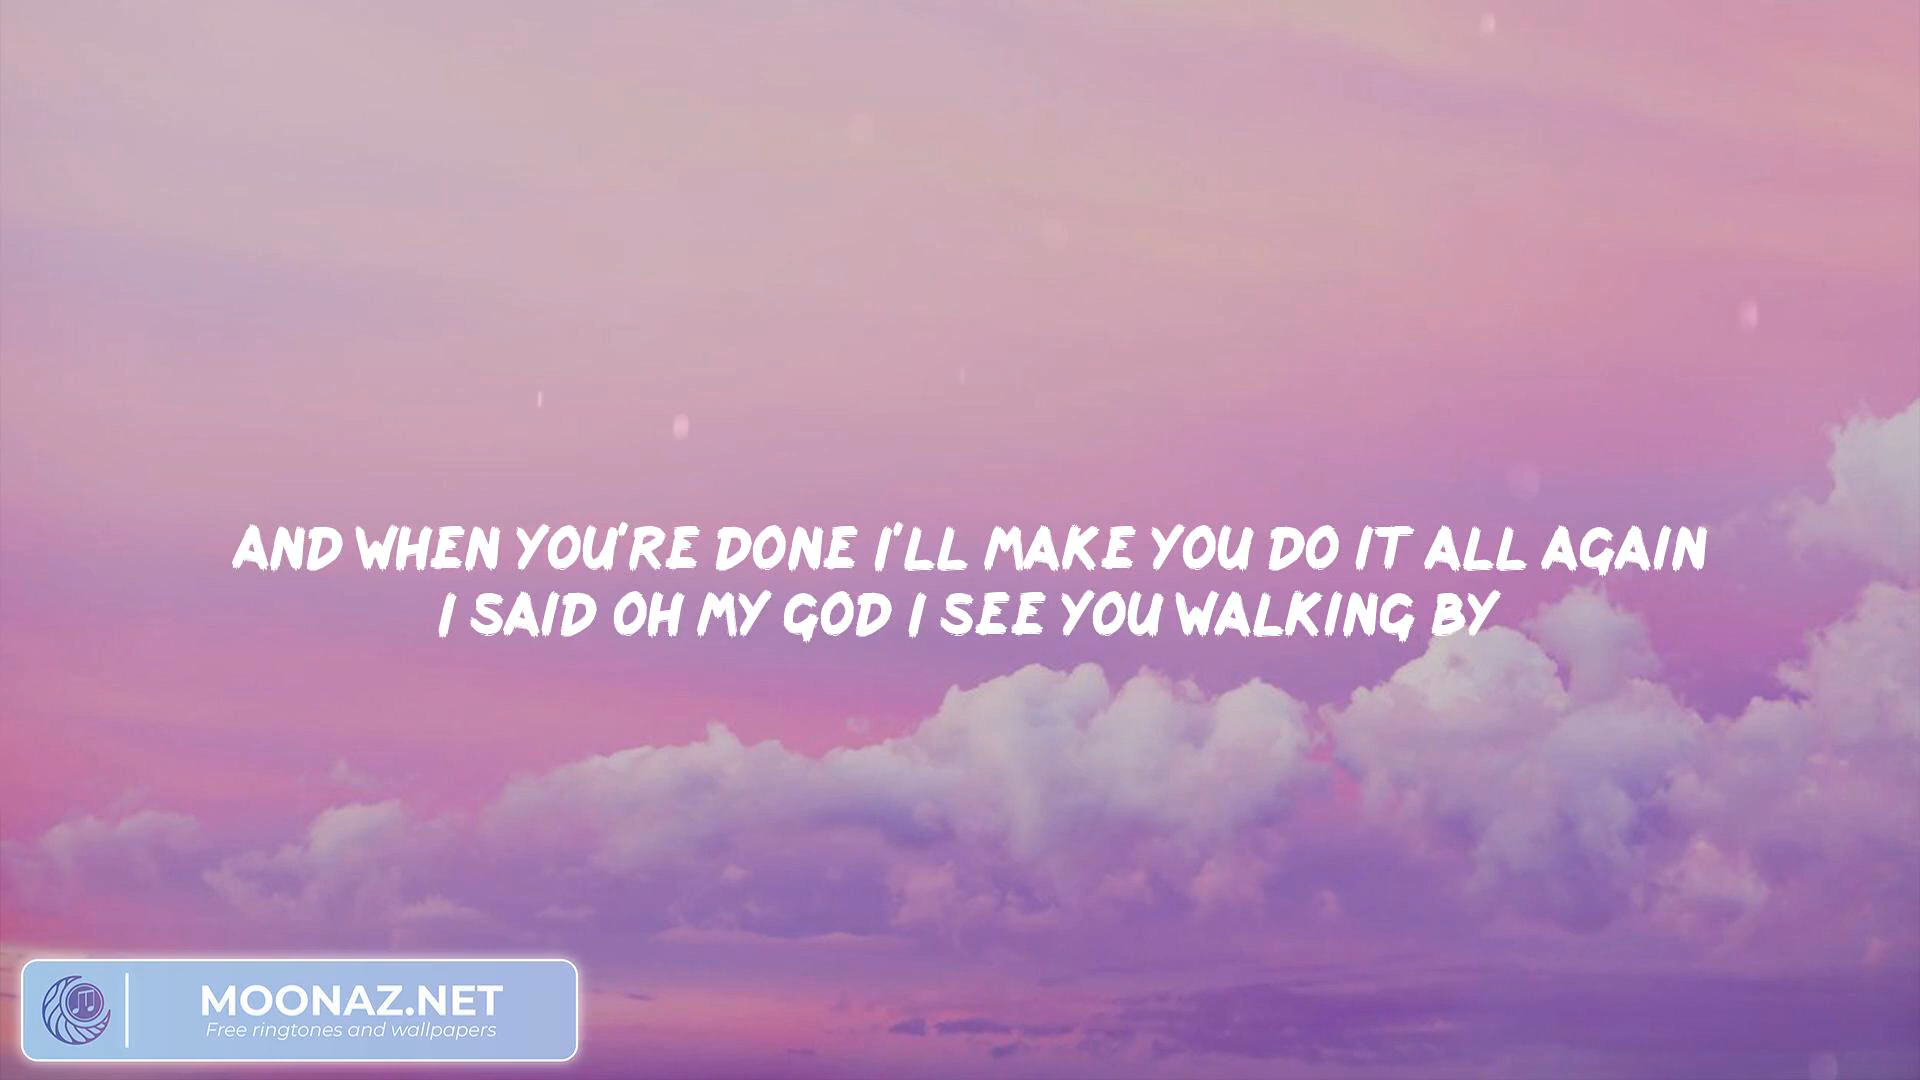 AND WHEN YOU'RE DONE I'LL MAKE YOU DO IT ALL AGAIN
I SAID OH MY GOD I SEE YOU WALKING BY
MOONAZ.NET
Free ringtones and wallpapers